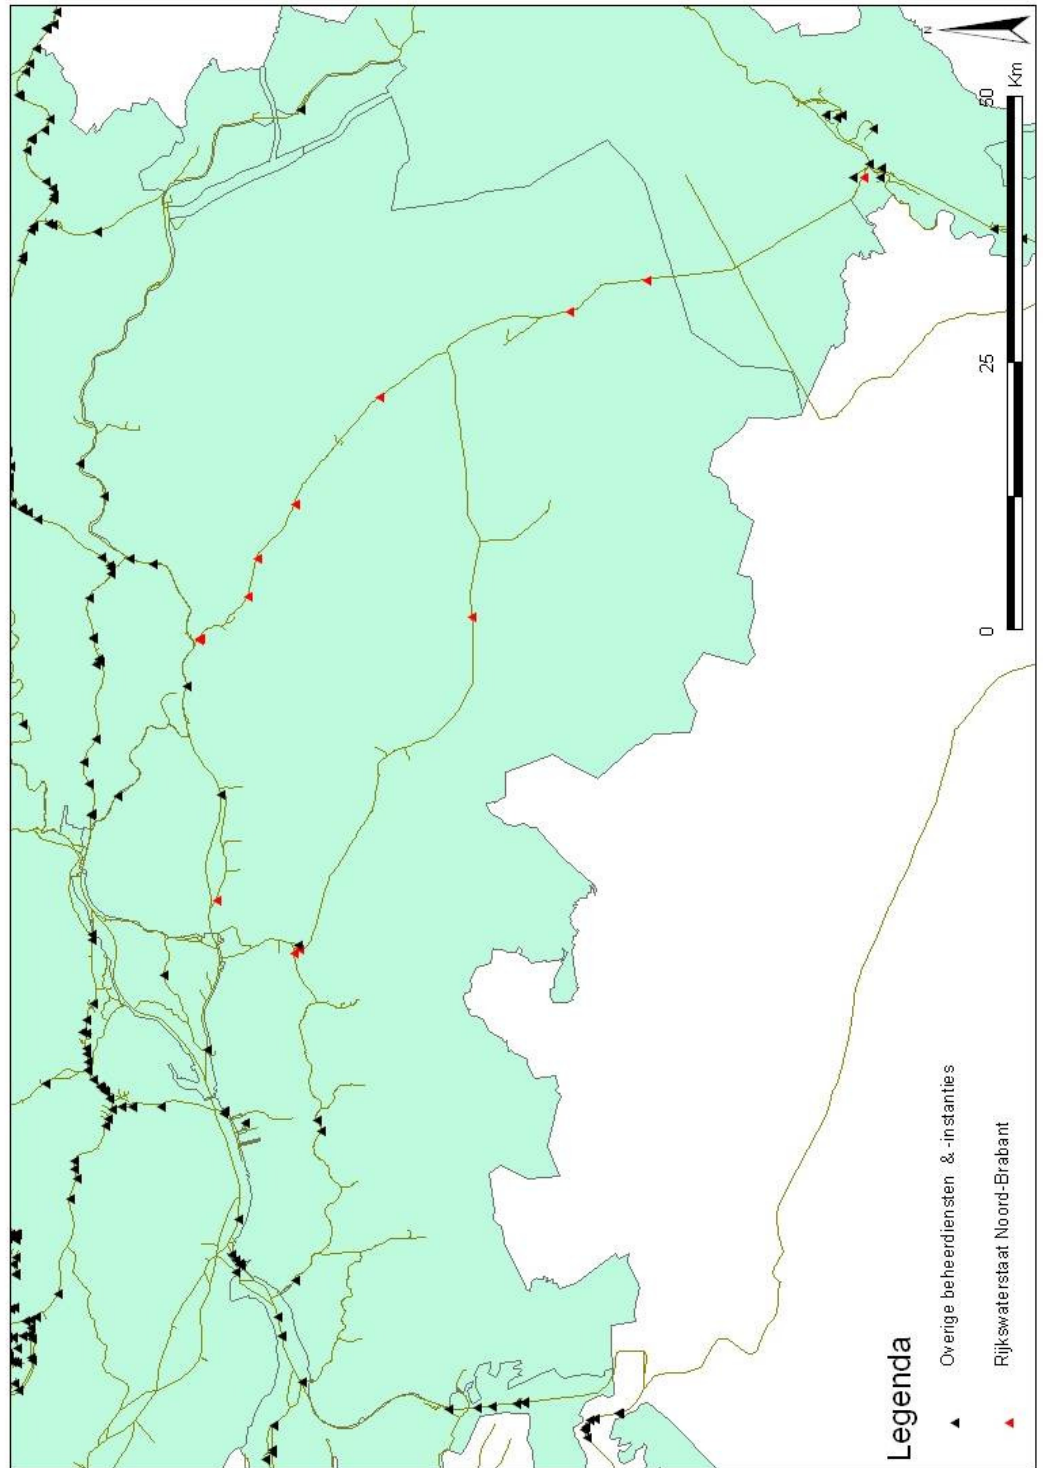 N
0
25
50
Km
Legenda
Overige beheerdiensten & -instanties
Rijkswaterstaat Noord-Brabant